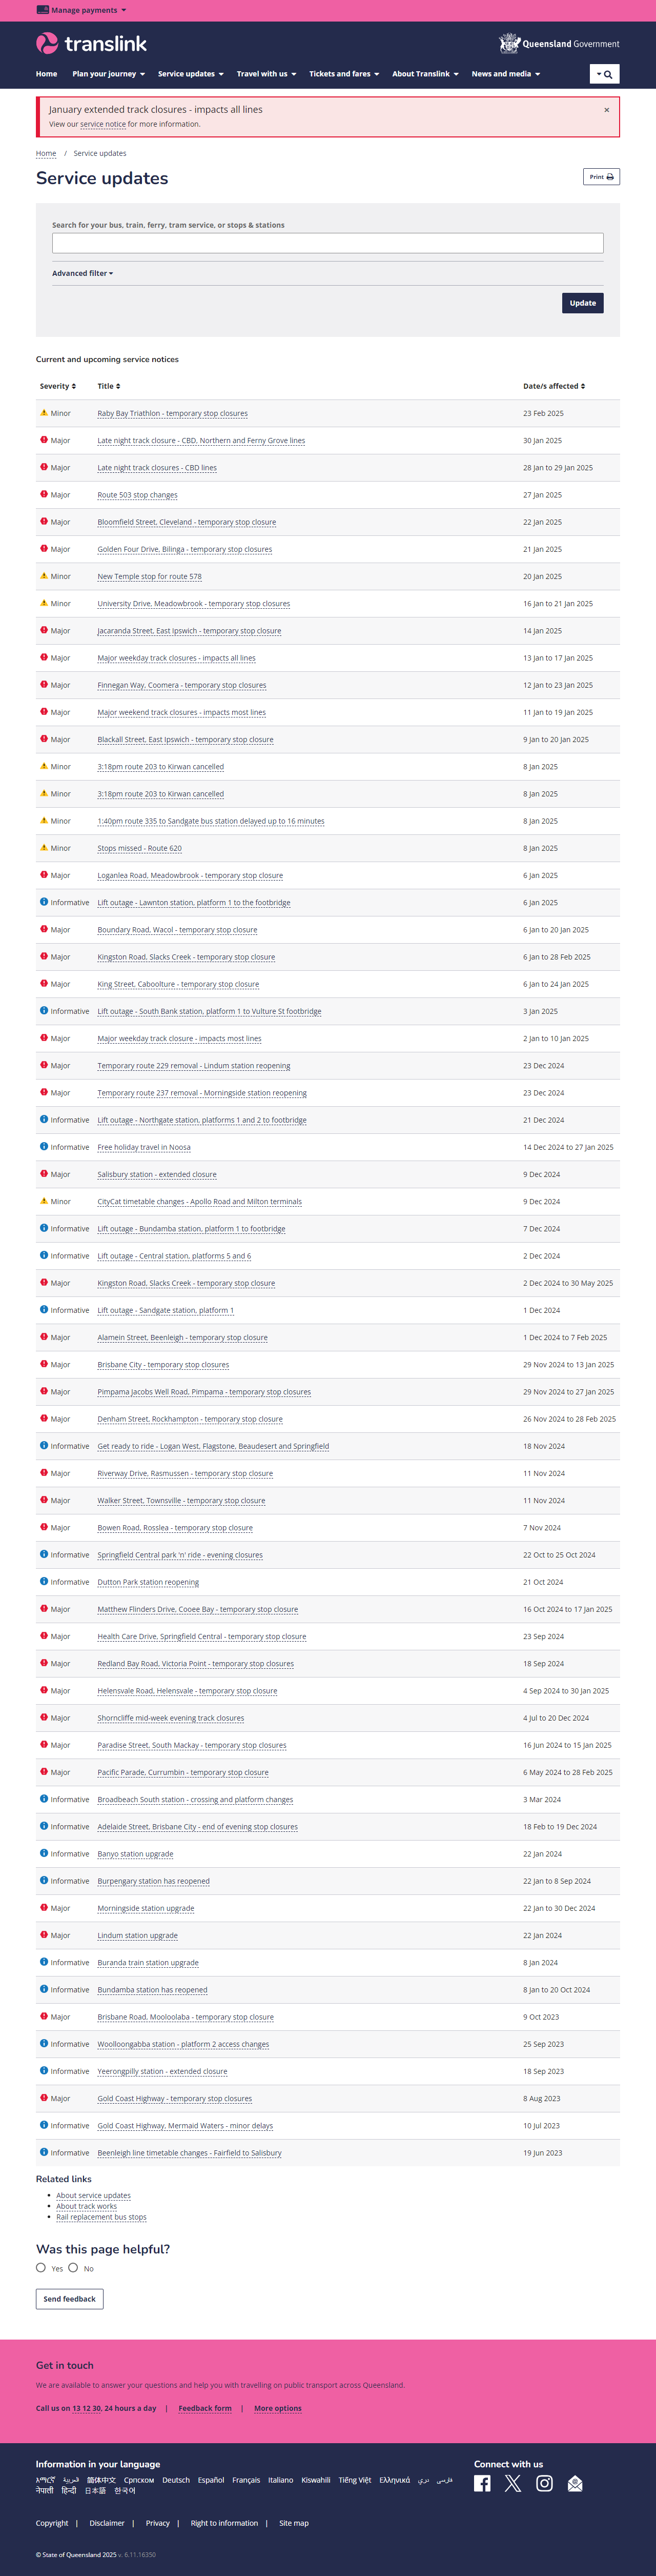 Manage payments
translink
Queensland Government
Home Plan your journey Service updates Travel with us Tickets and fares About Translink News and media
January extended track closures - impacts all lines ×
View our service notice for more information.
Home / Service updates
Service updates
Print
Search for your bus, train, ferry, tram service, or stops & stations
Advanced filter
Update
Current and upcoming service notices
Severity Title Date/s affected
Minor Raby Bay Triathlon - temporary stop closures 23 Feb 2025
Major Late night track closure - CBD, Northern and Ferny Grove lines 30 Jan 2025
Major Late night track closures - CBD lines 28 Jan to 29 Jan 2025
Major Route 503 stop changes 27 Jan 2025
Major Bloomfield Street, Cleveland - temporary stop closure 22 Jan 2025
Major Golden Four Drive, Bilinga - temporary stop closures 21 Jan 2025
Minor New Temple stop for route 578 20 Jan 2025
Minor University Drive, Meadowbrook - temporary stop closures 16 Jan to 21 Jan 2025
Major Jacaranda Street, East Ipswich - temporary stop closure 14 Jan 2025
Major Major weekday track closures - impacts all lines 13 Jan to 17 Jan 2025
Major Finnegan Way, Coomera - temporary stop closures 12 Jan to 23 Jan 2025
Major Major weekend track closures - impacts most lines 11 Jan to 19 Jan 2025
Major Blackall Street, East Ipswich - temporary stop closure 9 Jan to 20 Jan 2025
Minor 3:18pm route 203 to Kirwan cancelled 8 Jan 2025
Minor 3:18pm route 203 to Kirwan cancelled 8 Jan 2025
Minor 1:40pm route 335 to Sandgate bus station delayed up to 16 minutes 8 Jan 2025
Minor Stops missed - Route 620 8 Jan 2025
Major Loganlea Road, Meadowbrook - temporary stop closure 6 Jan 2025
Informative Lift outage - Lawnton station, platform 1 to the footbridge 6 Jan 2025
Major Boundary Road, Wacol - temporary stop closure 6 Jan to 20 Jan 2025
Major Kingston Road, Slacks Creek - temporary stop closure 6 Jan to 28 Feb 2025
Major King Street, Caboolture - temporary stop closure 6 Jan to 24 Jan 2025
Informative Lift outage - South Bank station, platform 1 to Vulture St footbridge 3 Jan 2025
Major Major weekday track closure - impacts most lines 2 Jan to 10 Jan 2025
Major Temporary route 229 removal - Lindum station reopening 23 Dec 2024
Major Temporary route 237 removal - Morningside station reopening 23 Dec 2024
Informative Lift outage - Northgate station, platforms 1 and 2 to footbridge 21 Dec 2024
Informative Free holiday travel in Noosa 14 Dec 2024 to 27 Jan 2025
Major Salisbury station - extended closure 9 Dec 2024
Minor CityCat timetable changes - Apollo Road and Milton terminals 9 Dec 2024
Informative Lift outage - Bundamba station, platform 1 to footbridge 7 Dec 2024
Informative Lift outage - Central station, platforms 5 and 6 2 Dec 2024
Major Kingston Road, Slacks Creek - temporary stop closure 2 Dec 2024 to 30 May 2025
Informative Lift outage - Sandgate station, platform 1 1 Dec 2024
Major Alamein Street, Beenleigh - temporary stop closure 1 Dec 2024 to 7 Feb 2025
Major Brisbane City - temporary stop closures 29 Nov 2024 to 13 Jan 2025
Major Pimpama Jacobs Well Road, Pimpama - temporary stop closures 29 Nov 2024 to 27 Jan 2025
Major Denham Street, Rockhampton - temporary stop closure 26 Nov 2024 to 28 Feb 2025
Informative Get ready to ride - Logan West, Flagstone, Beaudesert and Springfield 18 Nov 2024
Major Riverway Drive, Rasmussen - temporary stop closure 11 Nov 2024
Major Walker Street, Townsville - temporary stop closure 11 Nov 2024
Major Bowen Road, Rosslea - temporary stop closure 7 Nov 2024
Informative Springfield Central park 'n' ride - evening closures 22 Oct to 25 Oct 2024
Informative Dutton Park station reopening 21 Oct 2024
Major Matthew Flinders Drive, Cooee Bay - temporary stop closure 16 Oct 2024 to 17 Jan 2025
Major Health Care Drive, Springfield Central - temporary stop closure 23 Sep 2024
Major Redland Bay Road, Victoria Point - temporary stop closures 18 Sep 2024
Major Helensvale Road, Helensvale - temporary stop closure 4 Sep 2024 to 30 Jan 2025
Major Shorncliffe mid-week evening track closures 4 Jul to 20 Dec 2024
Major Paradise Street, South Mackay - temporary stop closures 16 Jun 2024 to 15 Jan 2025
Major Pacific Parade, Currumbin - temporary stop closure 6 May 2024 to 28 Feb 2025
Informative Broadbeach South station - crossing and platform changes 3 Mar 2024
Informative Adelaide Street, Brisbane City - end of evening stop closures 18 Feb to 19 Dec 2024
Informative Banyo station upgrade 22 Jan 2024
Informative Burpengary station has reopened 22 Jan to 8 Sep 2024
Major Morningside station upgrade 22 Jan to 30 Dec 2024
Major Lindum station upgrade 22 Jan 2024
Informative Buranda train station upgrade 8 Jan 2024
Informative Bundamba station has reopened 8 Jan to 20 Oct 2024
Major Brisbane Road, Mooloolaba - temporary stop closure 9 Oct 2023
Informative Woolloongabba station - platform 2 access changes 25 Sep 2023
Informative Yeerongpilly station - extended closure 18 Sep 2023
Major Gold Coast Highway - temporary stop closures 8 Aug 2023
Informative Gold Coast Highway, Mermaid Waters - minor delays 10 Jul 2023
Informative Beenleigh line timetable changes - Fairfield to Salisbury 19 Jun 2023
Related links
About service updates
About track works
Rail replacement bus stops
Was this page helpful?
Yes No
Send feedback
Get in touch
We are available to answer your questions and help you with travelling on public transport across Queensland.
Call us on 13 12 30, 24 hours a day | Feedback form | More options
Information in your language Connect with us
አማርኛ العربية 简体中文 Српском Deutsch Español Français Italiano Kiswahili Tiếng Việt Ελληνικά دری فارسی
नेपाली हिन्दी 日本語 한국어
Copyright | Disclaimer | Privacy | Right to information | Site map
© State of Queensland 2025 v. 6.11.16350